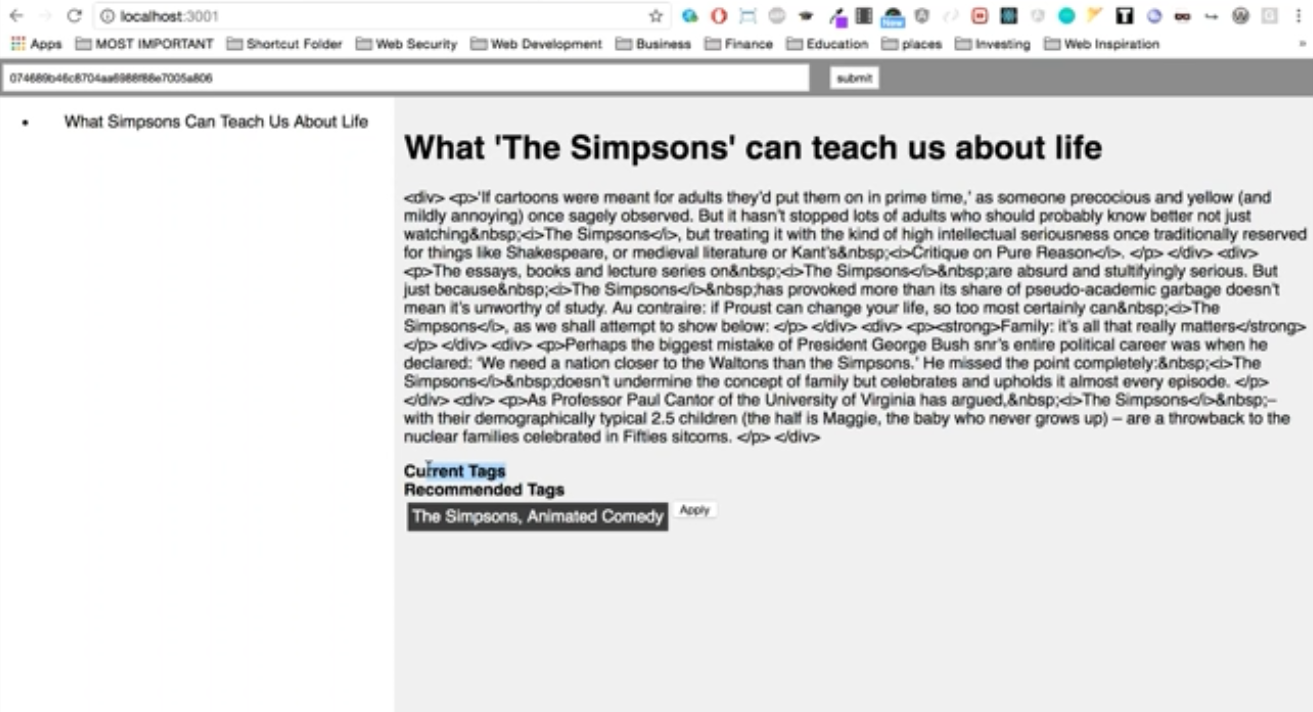 localhost:3001
New
Apps MOST IMPORTANT Shortcut Folder Web Security Web Development Business Finance Education places Investing Web Inspiration »
submit
What Simpsons Can Teach Us About Life
What 'The Simpsons' can teach us about life
<div> <p>'If cartoons were meant for adults they'd put them on in prime time,' as someone precocious and yellow (and
mildly annoying) once sagely observed. But it hasn't stopped lots of adults who should probably know better not just
watching&nbsp;<i>The Simpsons</i>, but treating it with the kind of high intellectual seriousness once traditionally reserved
for things like Shakespeare, or medieval literature or Kant's&nbsp;<i>Critique on Pure Reason</i>. </p> </div> <div>
<p>The essays, books and lecture series on&nbsp;<i>The Simpsons</i>&nbsp;are absurd and stultifyingly serious. But
just because&nbsp;<i>The Simpsons</i>&nbsp;has provoked more than its share of pseudo-academic garbage doesn't
mean it's unworthy of study. Au contraire: if Proust can change your life, so too most certainly can&nbsp;<i>The
Simpsons</i>, as we shall attempt to show below: </p> </div> <div> <p><strong>Family: it's all that really matters</strong>
</p> </div> <div> <p>Perhaps the biggest mistake of President George Bush snr's entire political career was when he
declared: 'We need a nation closer to the Waltons than the Simpsons.' He missed the point completely:&nbsp;<i>The
Simpsons</i>&nbsp;doesn't undermine the concept of family but celebrates and upholds it almost every episode. </p>
</div> <div> <p>As Professor Paul Cantor of the University of Virginia has argued,&nbsp;<i>The Simpsons</i>&nbsp;–
with their demographically typical 2.5 children (the half is Maggie, the baby who never grows up) – are a throwback to the
nuclear families celebrated in Fifties sitcoms. </p> </div>
Current Tags
Recommended Tags
The Simpsons, Animated Comedy Apply